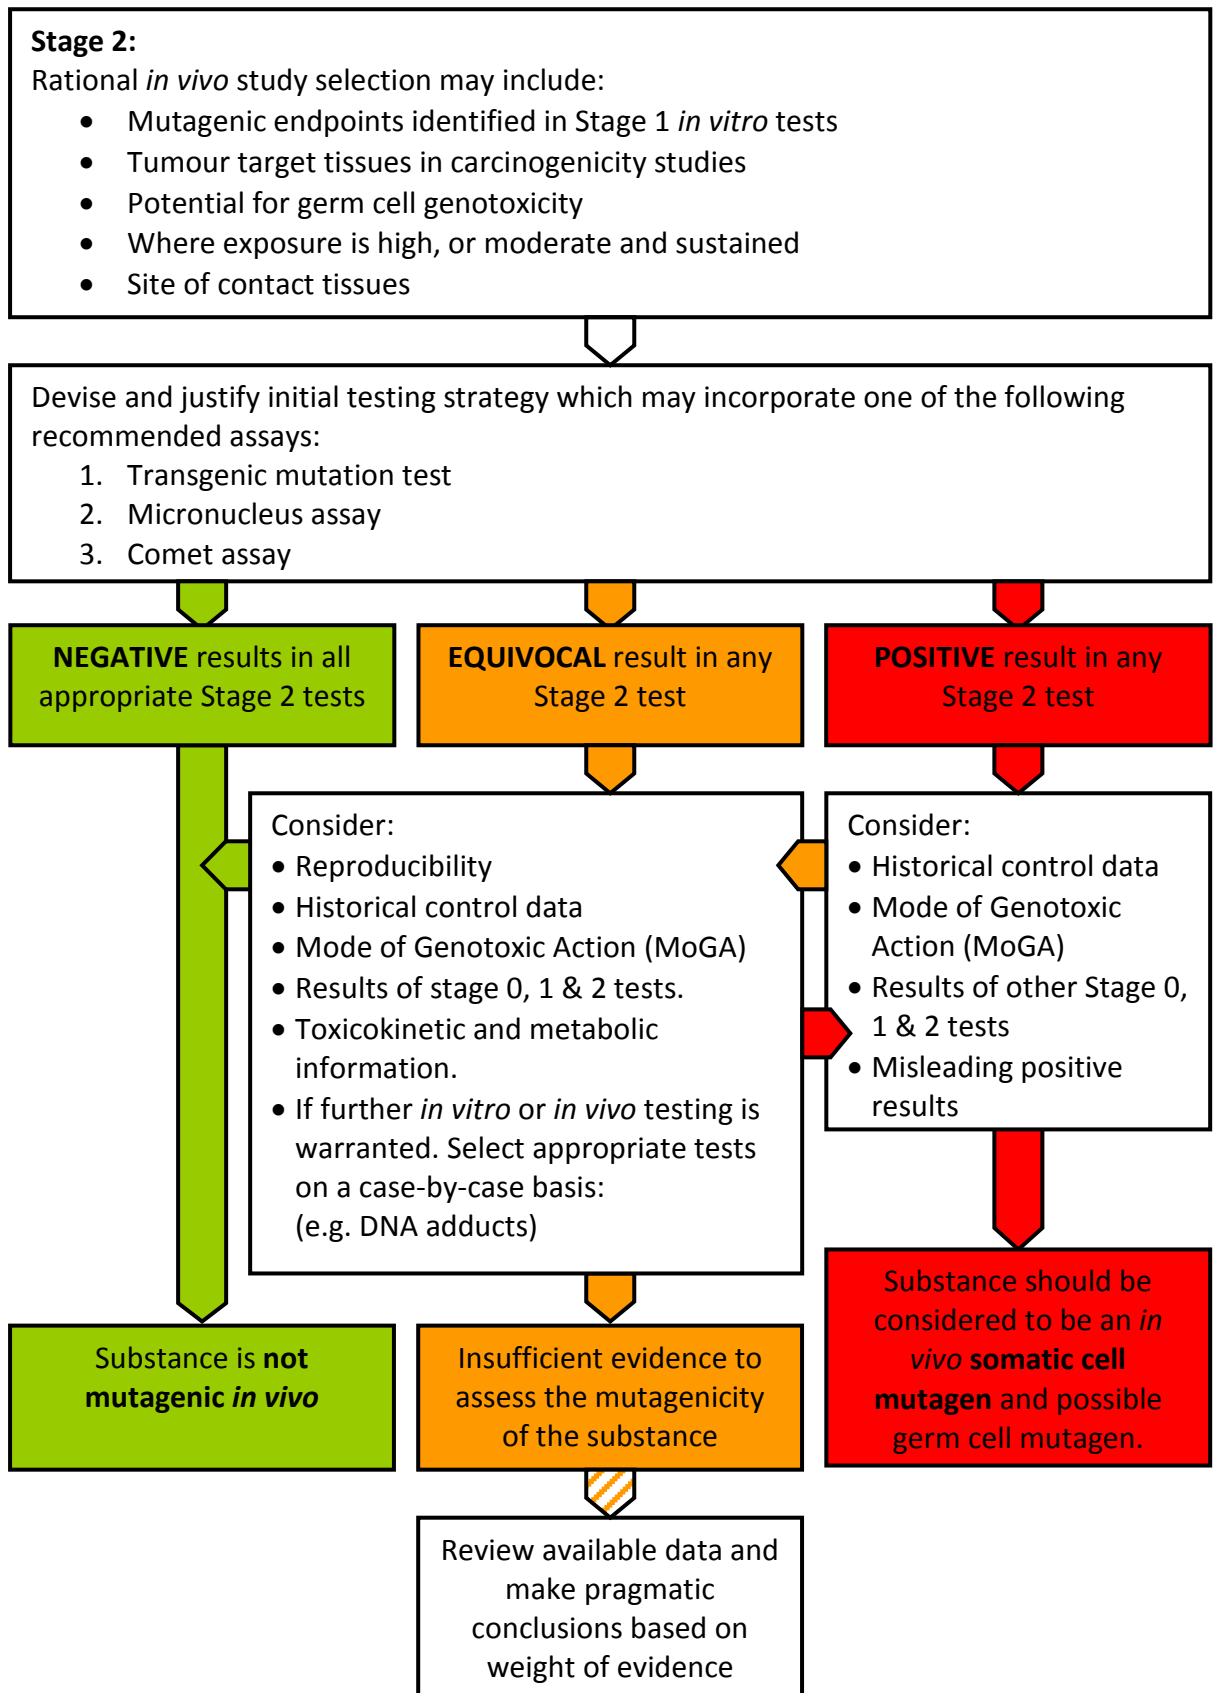 Stage 2:
Rational in vivo study selection may include:
• Mutagenic endpoints identified in Stage 1 in vitro tests
• Tumour target tissues in carcinogenicity studies
• Potential for germ cell genotoxicity
• Where exposure is high, or moderate and sustained
• Site of contact tissues
Devise and justify initial testing strategy which may incorporate one of the following
recommended assays:
1. Transgenic mutation test
2. Micronucleus assay
3. Comet assay
NEGATIVE results in all
appropriate Stage 2 tests
EQUIVOCAL result in any
Stage 2 test
POSITIVE result in any
Stage 2 test
Consider:
• Reproducibility
• Historical control data
• Mode of Genotoxic Action (MoGA)
• Results of stage 0, 1 & 2 tests.
• Toxicokinetic and metabolic
information.
• If further in vitro or in vivo testing is
warranted. Select appropriate tests
on a case-by-case basis:
(e.g. DNA adducts)
Consider:
• Historical control data
• Mode of Genotoxic
Action (MoGA)
• Results of other Stage 0,
1 & 2 tests
• Misleading positive
results
Substance is not
mutagenic in vivo
Insufficient evidence to
assess the mutagenicity
of the substance
Substance should be
considered to be an in
vivo somatic cell
mutagen and possible
germ cell mutagen.
Review available data and
make pragmatic
conclusions based on
weight of evidence